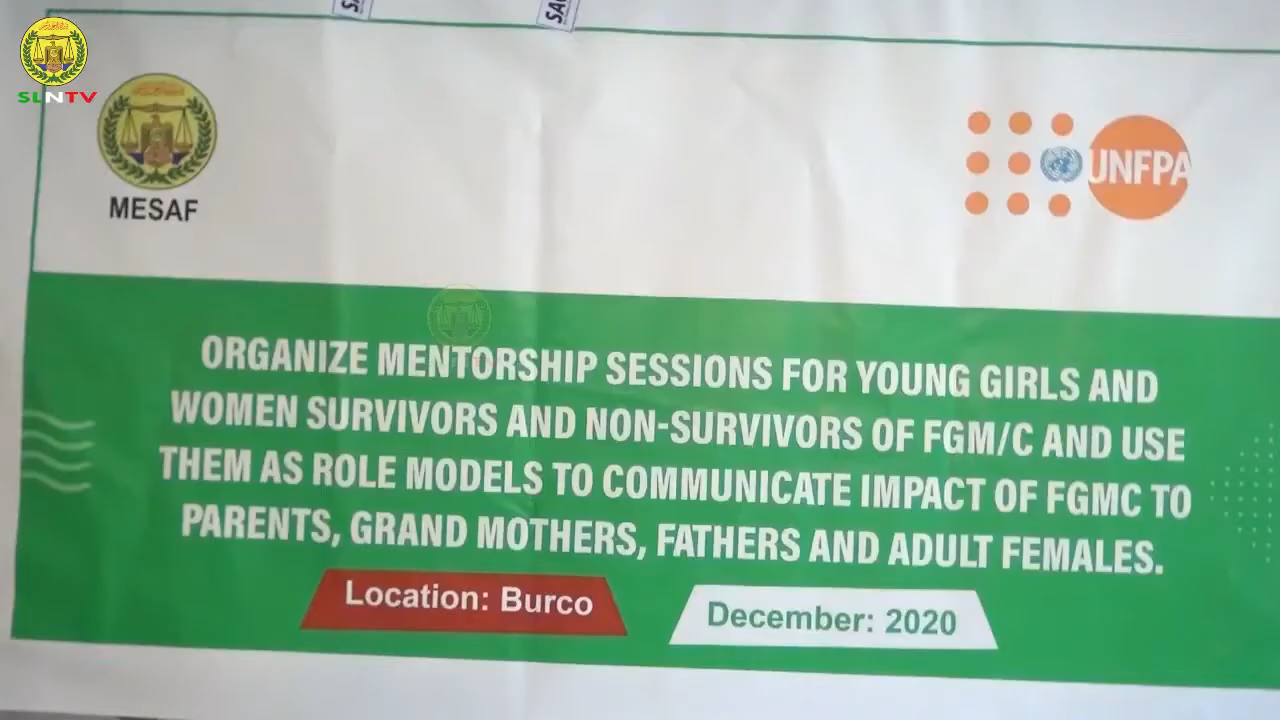 SLNTV
MESAF
UNFPA
ORGANIZE MENTORSHIP SESSIONS FOR YOUNG GIRLS AND
WOMEN SURVIVORS AND NON-SURVIVORS OF FGM/C AND USE
THEM AS ROLE MODELS TO COMMUNICATE IMPACT OF FGMC TO
PARENTS, GRAND MOTHERS, FATHERS AND ADULT FEMALES.
Location: Burco
December: 2020